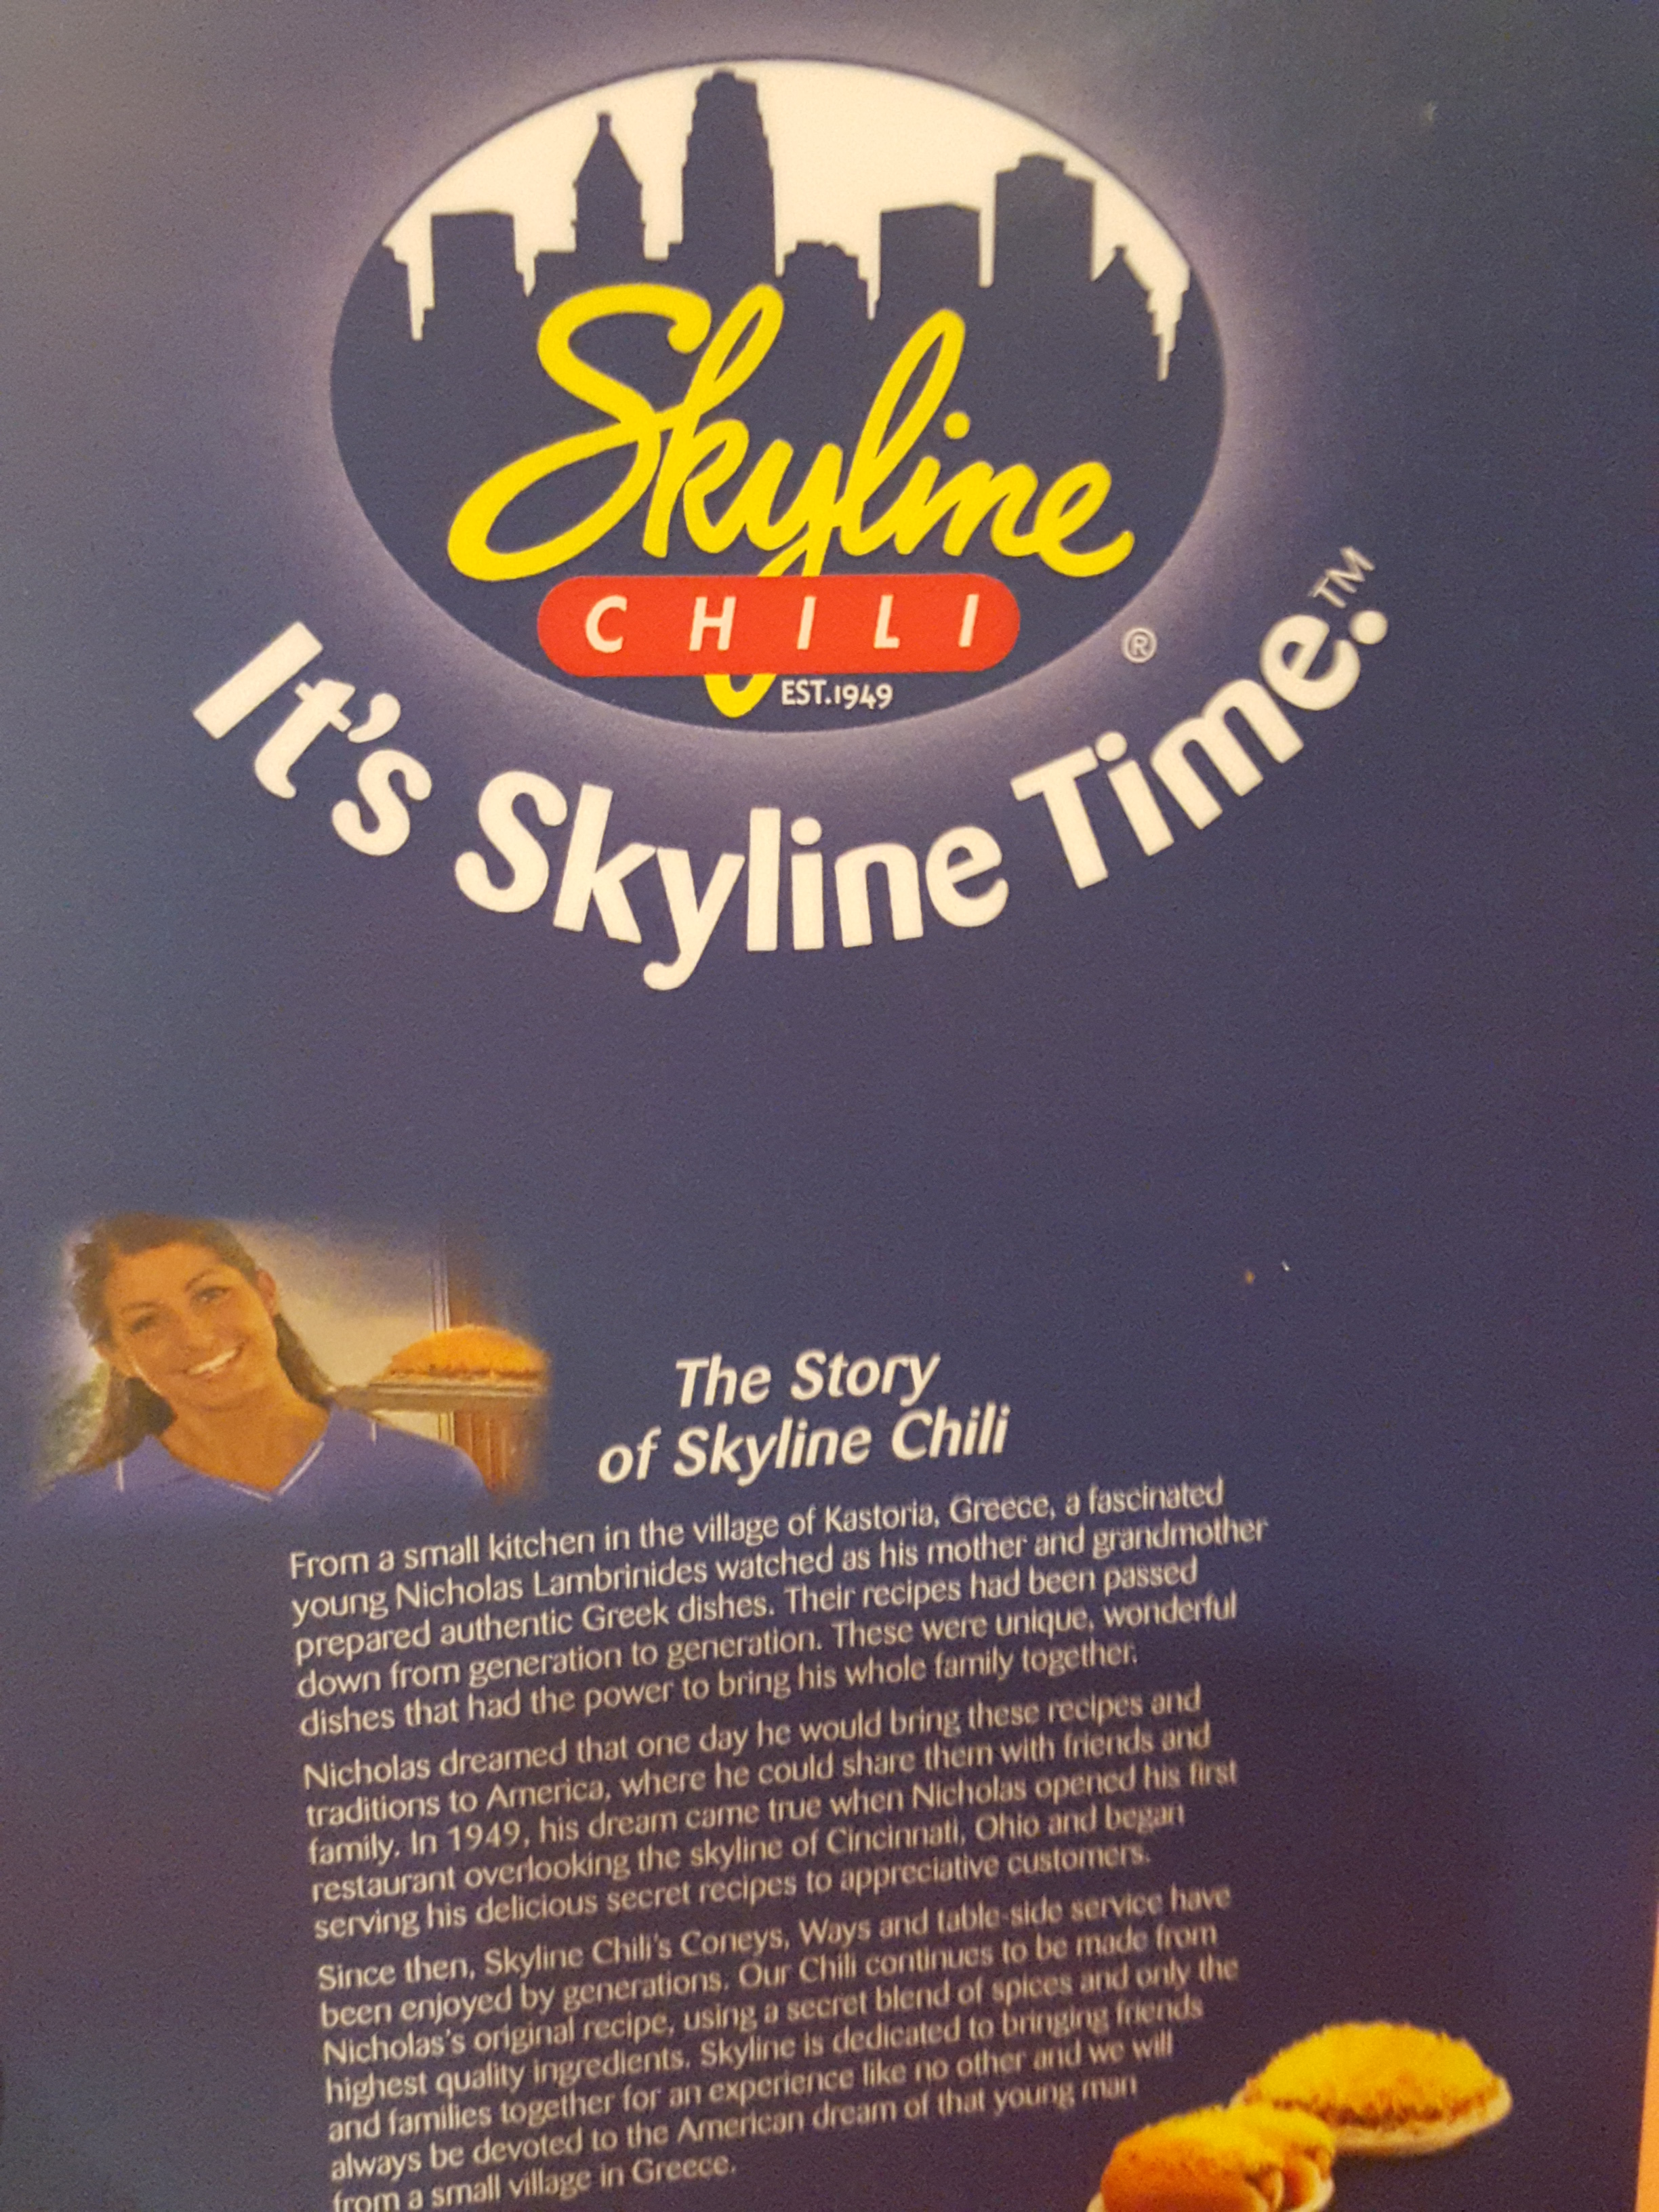 Skyline
CHILI
®
EST.1949
It's Skyline Time.™
The Story
of Skyline Chili
From a small kitchen in the village of Kastoria, Greece, a fascinated
young Nicholas Lambrinides watched as his mother and grandmother
prepared authentic Greek dishes. Their recipes had been passed
down from generation to generation. These were unique, wonderful
dishes that had the power to bring his whole family together.
Nicholas dreamed that one day he would bring these recipes and
traditions to America, where he could share them with friends and
family. In 1949, his dream came true when Nicholas opened his first
restaurant overlooking the skyline of Cincinnati, Ohio and began
serving his delicious secret recipes to appreciative customers.
Since then, Skyline Chili's Coneys, Ways and table-side service have
been enjoyed by generations. Our Chili continues to be made from
Nicholas's original recipe, using a secret blend of spices and only the
highest quality ingredients. Skyline is dedicated to bringing friends
and families together for an experience like no other and we will
always be devoted to the American dream of that young man
from a small village in Greece.